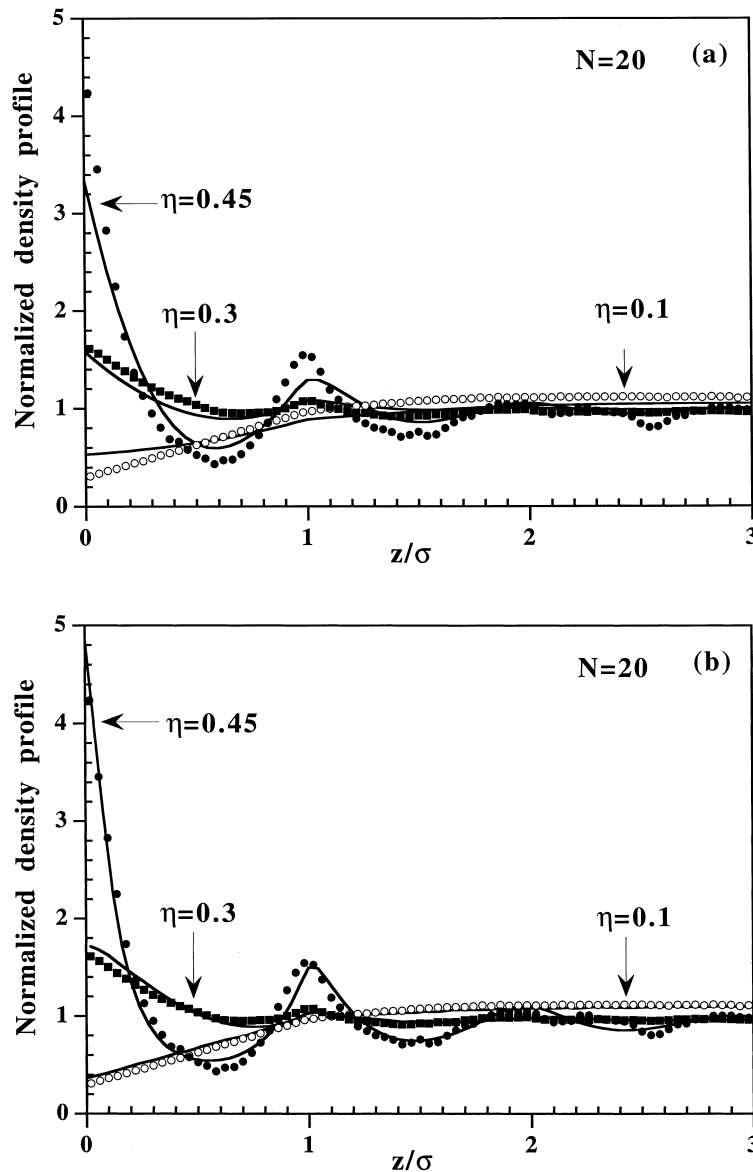 5
N=20 (a)
4
η=0.45
3
η=0.3
η=0.1
2
1
0
0 1 2 3
z/σ
Normalized density profile
5
N=20 (b)
4
η=0.45
3
η=0.3
η=0.1
2
1
0
0 1 2 3
z/σ
Normalized density profile